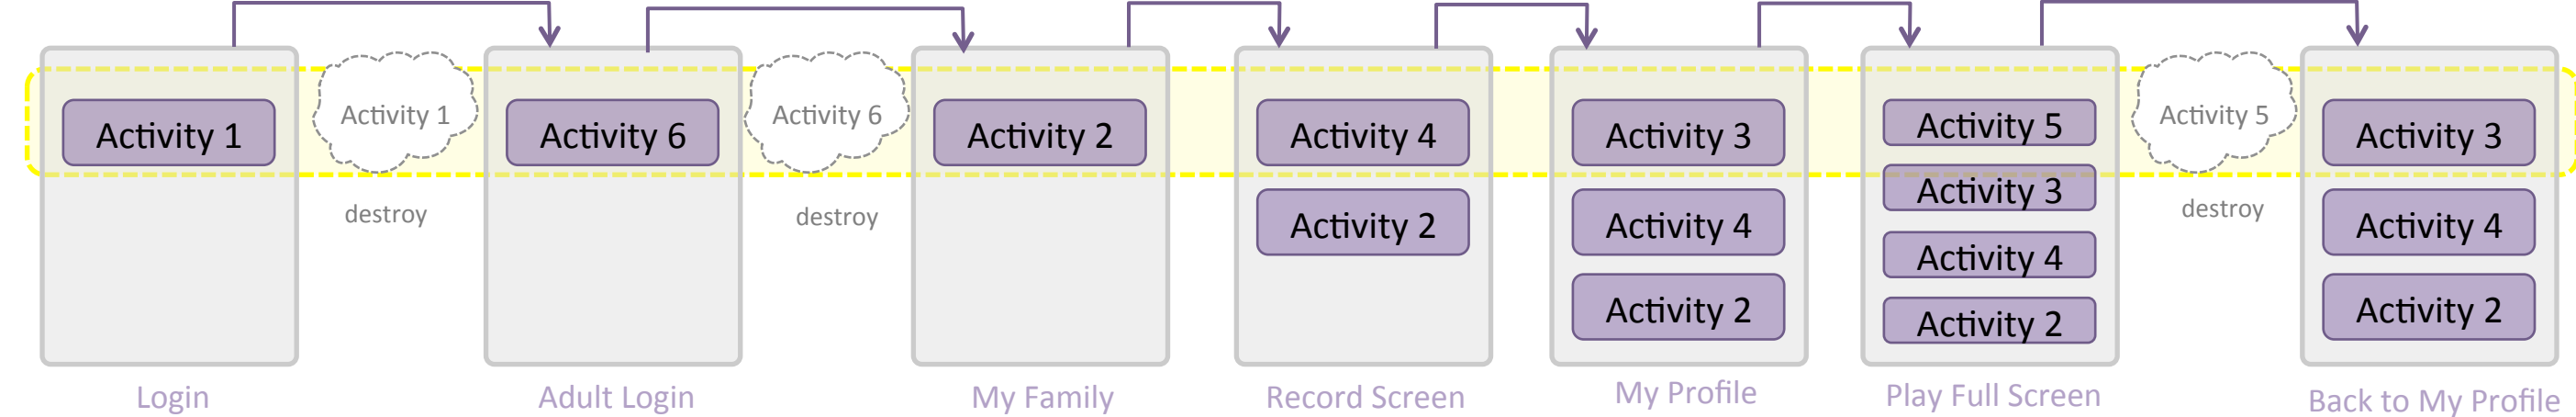 Activity 1
Activity 1
destroy
Activity 6
Activity 6
destroy
Activity 2
Activity 4
Activity 2
Activity 3
Activity 4
Activity 2
Activity 5
Activity 3
Activity 4
Activity 2
Activity 5
destroy
Activity 3
Activity 4
Activity 2
Login
Adult Login
My Family
Record Screen
My Profile
Play Full Screen
Back to My Profile